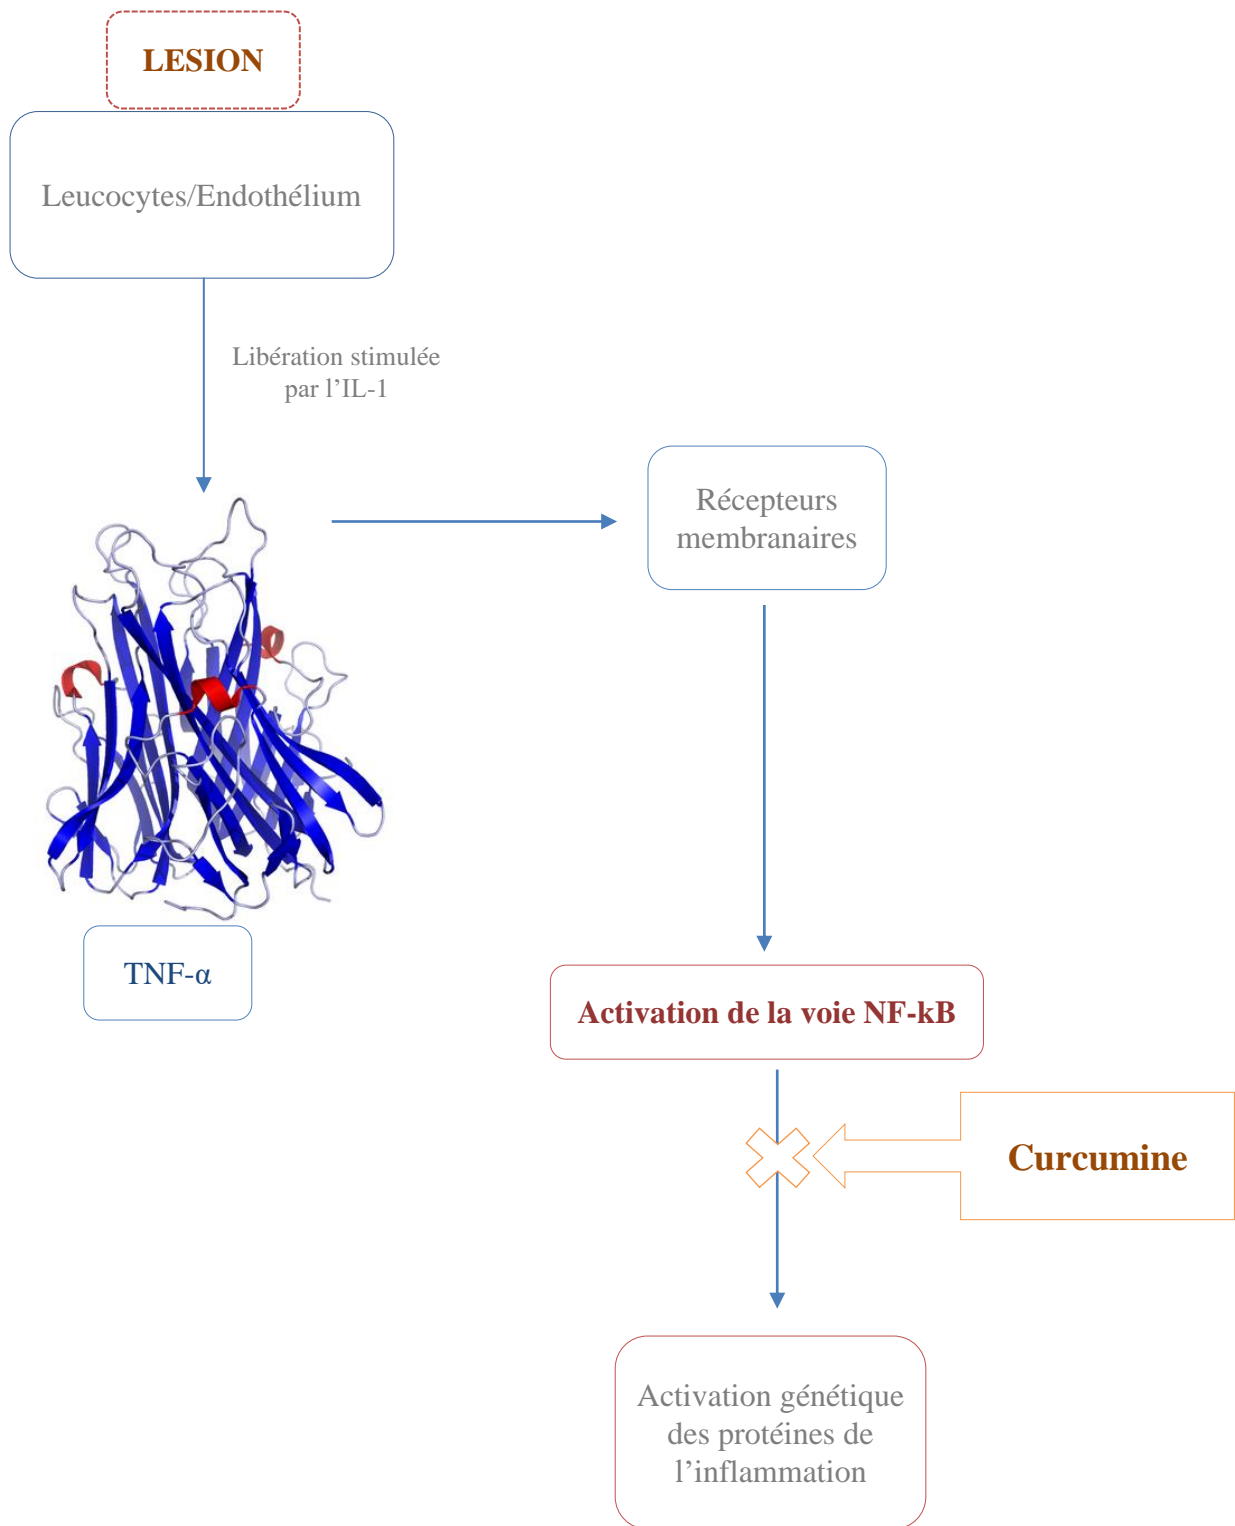 LESION
Leucocytes/Endothélium
Libération stimulée
par l’IL-1
Récepteurs
membranaires
TNF-α
Activation de la voie NF-kB
Curcumine
Activation génétique
des protéines de
l’inflammation